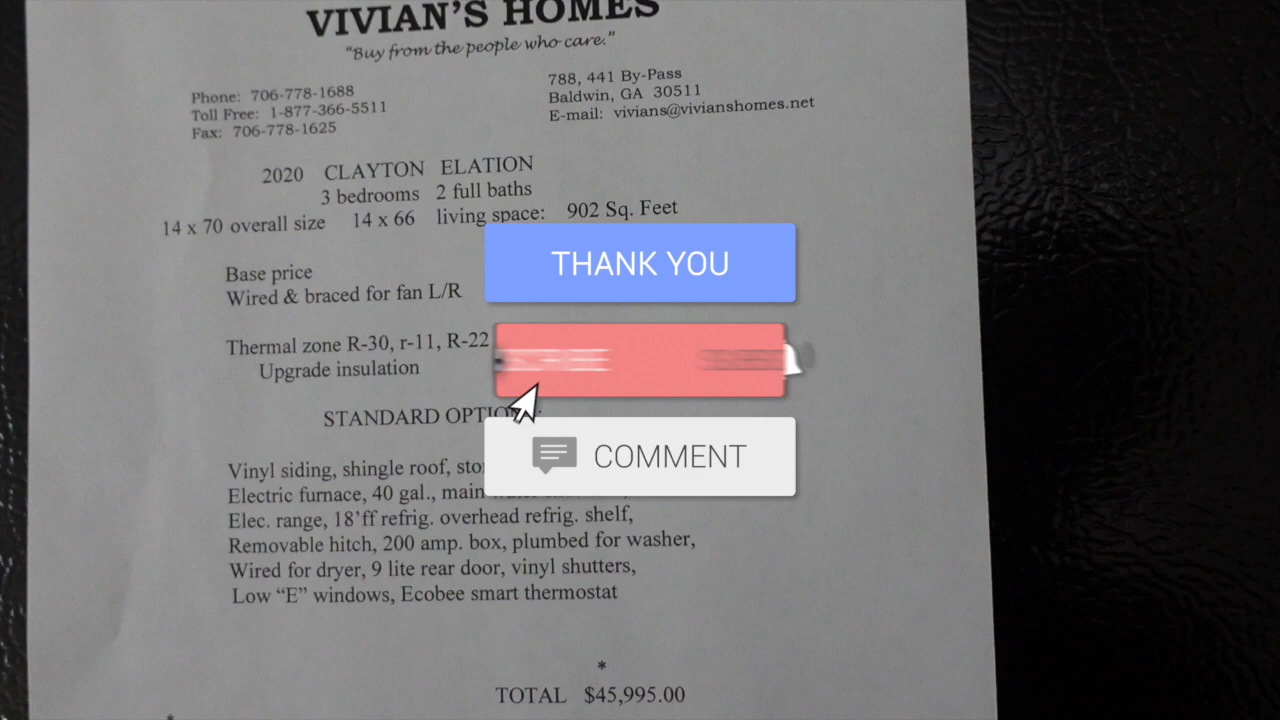 VIVIAN'S HOMES
"Buy from the people who care."
Phone: 706-778-1688
Toll Free: 1-877-366-5511
Fax: 706-778-1625
788, 441 By-Pass
Baldwin, GA 30511
E-mail: vivians@vivianshomes.net
2020 CLAYTON ELATION
3 bedrooms 2 full baths
14 x 70 overall size 14 x 66 living space: 902 Sq. Feet
Base price
Wired & braced for fan L/R
Thermal zone R-30, r-11, R-22
Upgrade insulation
STANDARD
Vinyl siding, shingle roof,
Electric furnace, 40 gal., main
Elec. range, 18'ff refrig. overhead refrig. shelf,
Removable hitch, 200 amp. box, plumbed for washer,
Wired for dryer, 9 lite rear door, vinyl shutters,
Low "E" windows, Ecobee smart thermostat
*
TOTAL $45,995.00
*
THANK YOU
COMMENT